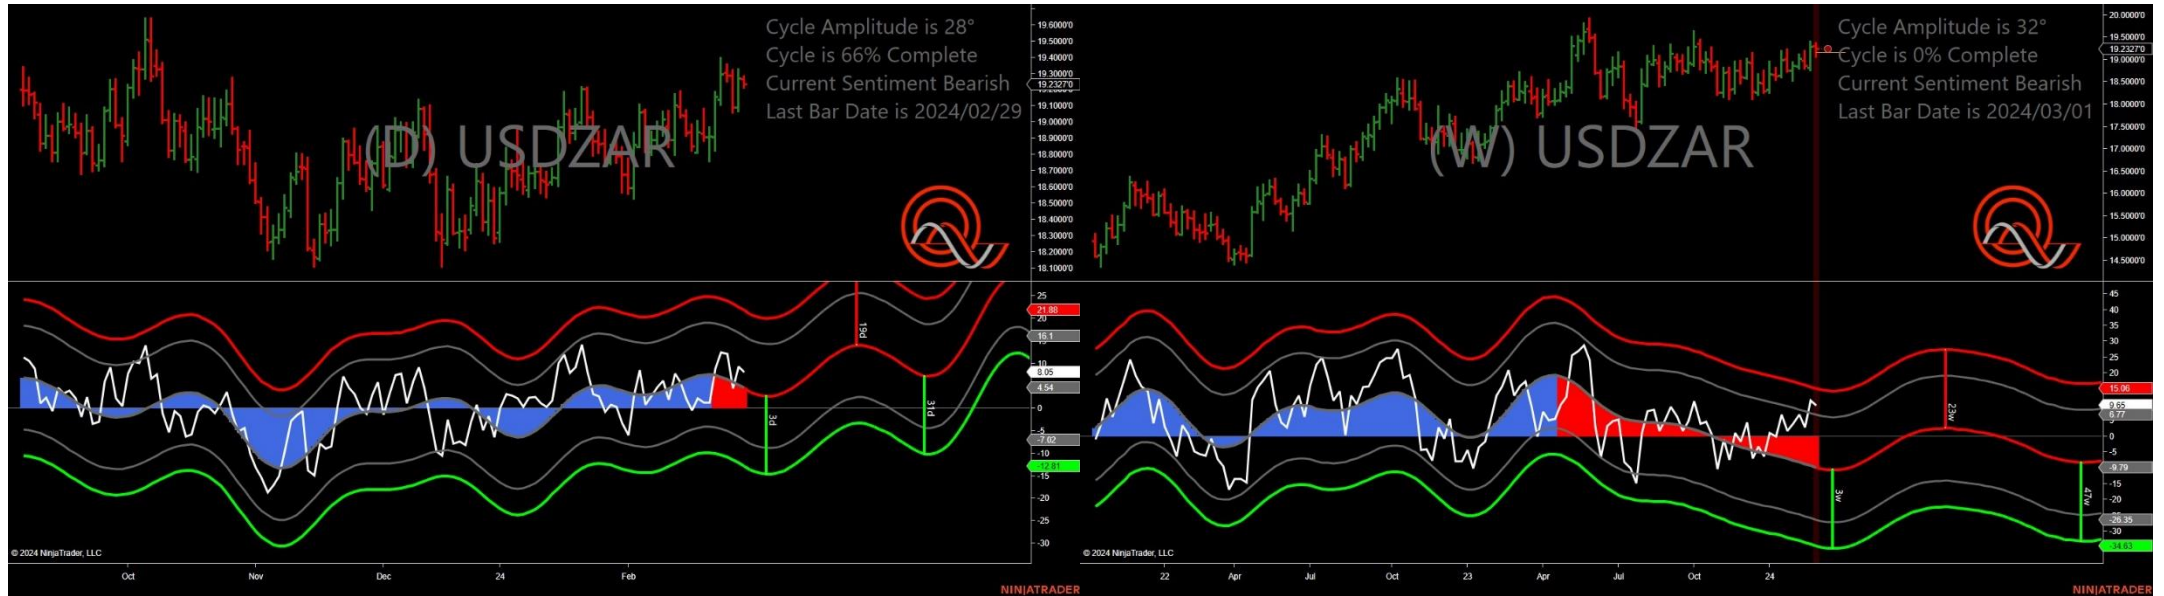 Cycle Amplitude is 28°
Cycle is 66% Complete
Current Sentiment Bearish
Last Bar Date is 2024/02/29
(D) USDZAR
19.6000'0
19.5000'0
19.4000'0
19.3000'0
19.2327'0
19.1000'0
19.0000'0
18.9000'0
18.8000'0
18.7000'0
18.6000'0
18.5000'0
18.4000'0
18.3000'0
18.2000'0
18.1000'0
25
21.88
20
16.1
10
8.05
4.54
0
-5
-7.02
-10
-12.81
-15
-20
-25
-30
3d
19d
31d
© 2024 NinjaTrader, LLC
Oct
Nov
Dec
24
Feb
NINJATRADER
Cycle Amplitude is 32°
Cycle is 0% Complete
Current Sentiment Bearish
Last Bar Date is 2024/03/01
(W) USDZAR
20.0000'0
19.5000'0
19.2327'0
19.0000'0
18.5000'0
18.0000'0
17.5000'0
17.0000'0
16.5000'0
16.0000'0
15.5000'0
15.0000'0
14.5000'0
45
40
35
30
25
20
15.06
9.65
6.77
0
-5
-9.79
-15
-20
-26.35
-30
-34.63
3w
23w
47w
© 2024 NinjaTrader, LLC
22
Apr
Jul
Oct
23
Apr
Jul
Oct
24
NINJATRADER